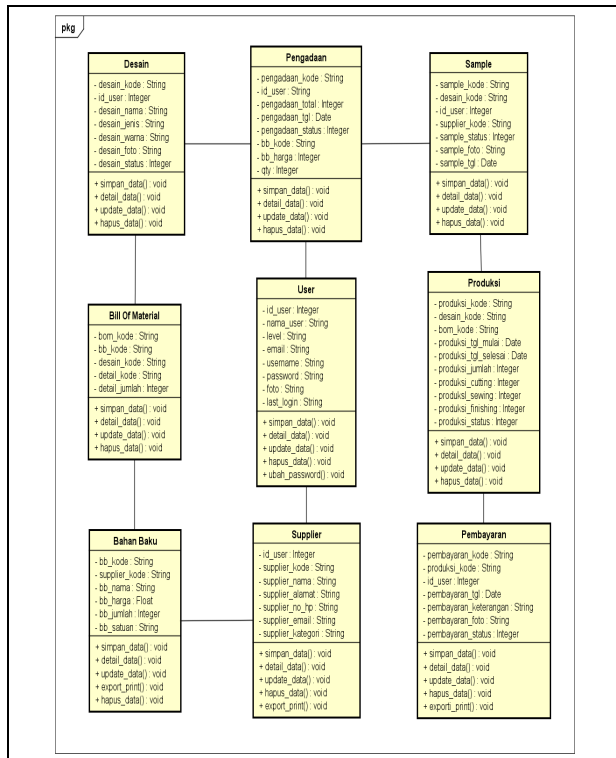 pkg
Desain
- desain_kode : String
- id_user : Integer
- desain_nama : String
- desain_jenis : String
- desain_warna : String
- desain_foto : String
- desain_status : Integer
+ simpan_data() : void
+ detail_data() : void
+ update_data() : void
+ hapus_data() : void
Pengadaan
- pengadaan_kode : String
- id_user : String
- pengadaan_total : Integer
- pengadaan_tgl : Date
- pengadaan_status : Integer
- bb_kode : String
- bb_harga : Integer
- qty : Integer
+ simpan_data() : void
+ detail_data() : void
+ update_data() : void
+ hapus_data() : void
Sample
- sample_kode : String
- desain_kode : String
- id_user : Integer
- supplier_kode : String
- sample_status : Integer
- sample_foto : String
- sample_tgl : Date
+ simpan_data() : void
+ detail_data() : void
+ update_data() : void
+ hapus_data() : void
Bill Of Material
- bom_kode : String
- bb_kode : String
- desain_kode : String
- detail_kode : String
- detail_jumlah : Integer
+ simpan_data() : void
+ detail_data() : void
+ update_data() : void
+ hapus_data() : void
User
- id_user : Integer
- nama_user : String
- level : String
- email : String
- username : String
- password : String
- foto : String
- last_login : String
+ simpan_data() : void
+ detail_data() : void
+ update_data() : void
+ hapus_data() : void
+ ubah_password() : void
Produksi
- produksi_kode : String
- desain_kode : String
- bom_kode : String
- produksi_tgl_mulai : Date
- produksi_tgl_selesai : Date
- produksi_jumlah : Integer
- produksi_cutting : Integer
- produksI_sewing : Integer
- produksi_finishing : Integer
- produksi_status : Integer
+ simpan_data() : void
+ detail_data() : void
+ update_data() : void
+ hapus_data() : void
Bahan Baku
- bb_kode : String
- supplier_kode : String
- bb_nama : String
- bb_harga : Float
- bb_jumlah : Integer
- bb_satuan : String
+ simpan_data() : void
+ detail_data() : void
+ update_data() : void
+ export_print() : void
+ hapus_data() : void
Supplier
- id_user : Integer
- supplier_kode : String
- supplier_nama : String
- supplier_alamat : String
- supplier_no_hp : String
- supplier_email : String
- supplier_kategori : String
+ simpan_data() : void
+ detail_data() : void
+ update_data() : void
+ hapus_data() : void
+ export_print() : void
Pembayaran
- pembayaran_kode : String
- produksi_kode : String
- id_user : Integer
- pembayaran_tgl : Date
- pembayaran_keterangan : String
- pembayaran_foto : String
- pembayaran_status : Integer
+ simpan_data() : void
+ detail_data() : void
+ update_data() : void
+ hapus_data() : void
+ exporti_print() : void